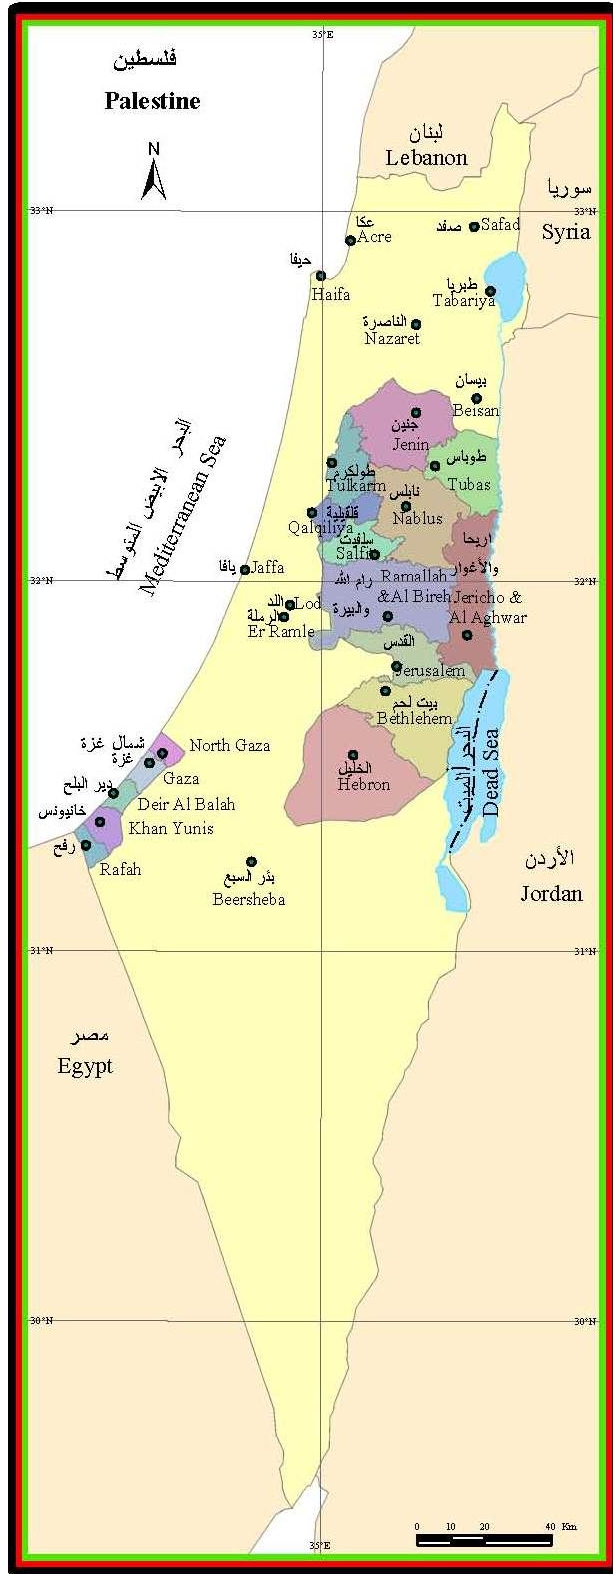 35°E
فلسطين
Palestine
N
لبنان
Lebanon
سوريا
Syria
33°N
33°N
عكا
Acre
صفد Safad
حيفا
Haifa
طبريا
Tabariya
الناصرة
Nazaret
بيسان
Beisan
جنين
Jenin
طوباس
Tubas
طولكرم
Tulkarm
نابلس
Nablus
قلقيلية
Qalqiliya
سلفيت
Salfit
البحر الابيض المتوسط
Mediterranean Sea
يافا Jaffa
32°N
32°N
رام الله
والبيرة
Ramallah
& Al Bireh
اريحا
والأغوار
Jericho &
Al Aghwar
اللد Lod
الرملة
Er Ramle
القدس
Jerusalem
بيت لحم
Bethlehem
الخليل
Hebron
البحر الميت
Dead Sea
شمال غزة
North Gaza
غزة
Gaza
دير البلح
Deir Al Balah
خانيونس
Khan Yunis
رفح
Rafah
بئر السبع
Beersheba
الأردن
Jordan
31°N
31°N
مصر
Egypt
30°N
30°N
0 10 20 40 Km
35°E